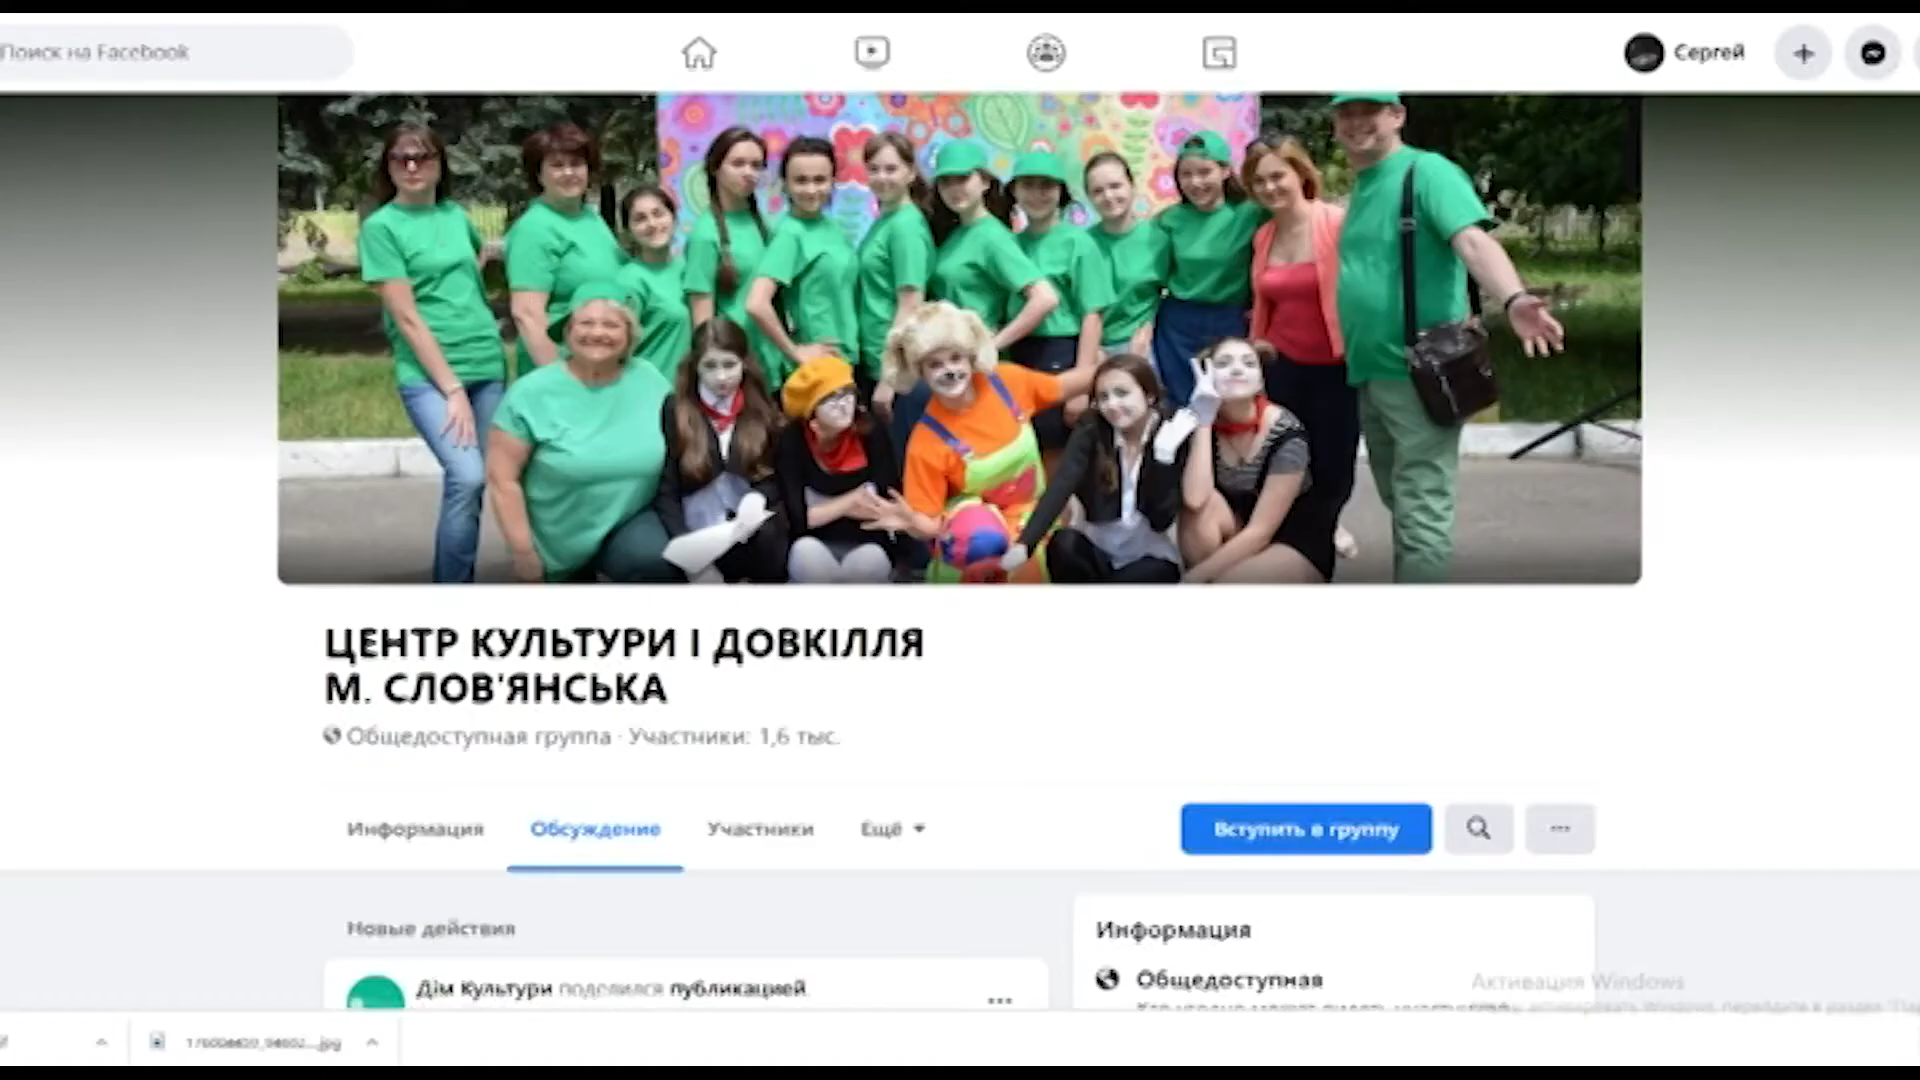 Поиск на Facebook
Сергей
ЦЕНТР КУЛЬТУРИ І ДОВКІЛЛЯ
М. СЛОВ'ЯНСЬКА
Общедоступная группа · Участники: 1,6 тыс.
Информация Обсуждение Участники Ещё
Вступить в группу
Новые действия
Информация
Дім Культури поделился публикацией
Общедоступная
Активация Windows